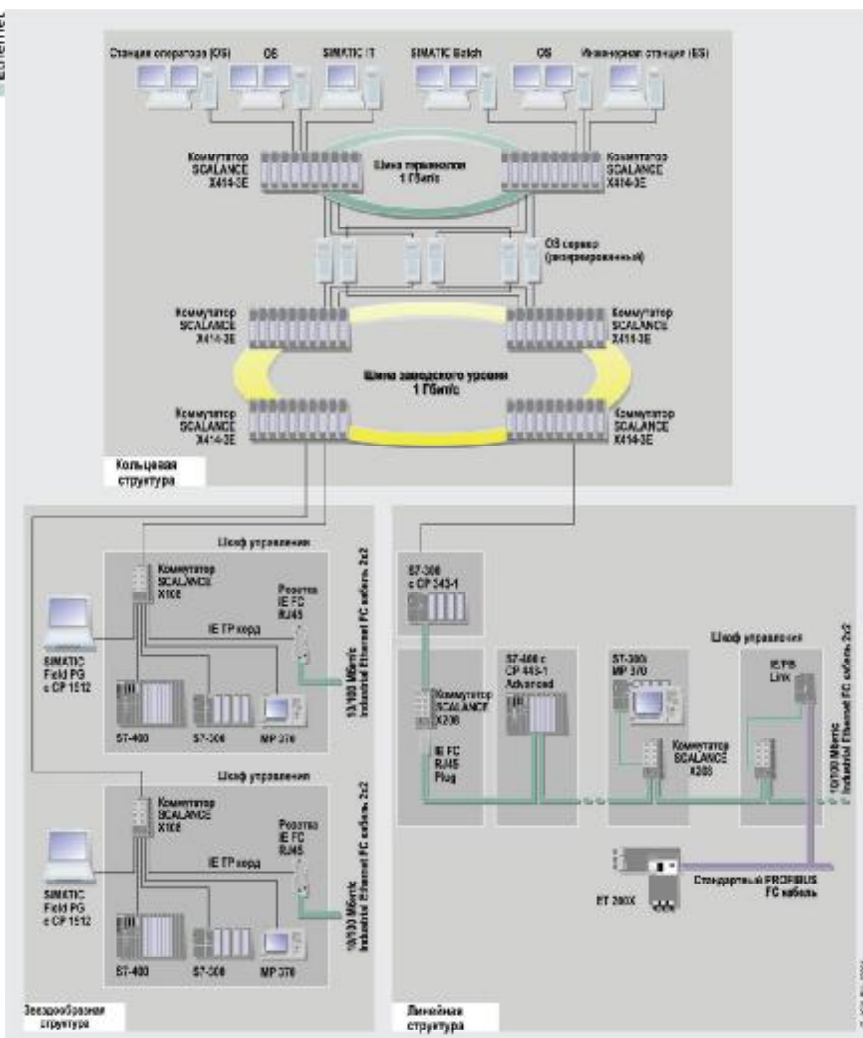 Ethernet
Станция оператора (OS)
OS
SIMATIC IT
SIMATIC Batch
OS
Инженерная станция (ES)
Коммутатор
SCALANCE
X414-3E
Шина терминалов
1 Гбит/с
Коммутатор
SCALANCE
X414-3E
OS сервер
(резервированный)
Коммутатор
SCALANCE
X414-3E
Коммутатор
SCALANCE
X414-3E
Шина заводского уровня
1 Гбит/с
Коммутатор
SCALANCE
X414-3E
Коммутатор
SCALANCE
X414-3E
Кольцевая
структура
Шкаф управления
Коммутатор
SCALANCE
X108
Розетка
IE FC
RJ45
IE TP корд
SIMATIC
Field PG
с CP 1512
S7-400
S7-300
MP 370
10/100 Мбит/с
Industrial Ethernet FC кабель 2x2
Шкаф управления
Коммутатор
SCALANCE
X108
Розетка
IE FC
RJ45
IE TP корд
SIMATIC
Field PG
с CP 1512
S7-400
S7-300
MP 370
10/100 Мбит/с
Industrial Ethernet FC кабель 2x2
Звездообразная
структура
S7-300
с CP 343-1
Коммутатор
SCALANCE
X208
IE FC
RJ45
Plug
S7-400 с
CP 443-1
Advanced
Шкаф управления
S7-300/
MP 370
Коммутатор
SCALANCE
X208
IE/PB
Link
10/100 Мбит/с
Industrial Ethernet FC кабель 2x2
ET 200X
Стандартный PROFIBUS
FC кабель
Линейная
структура